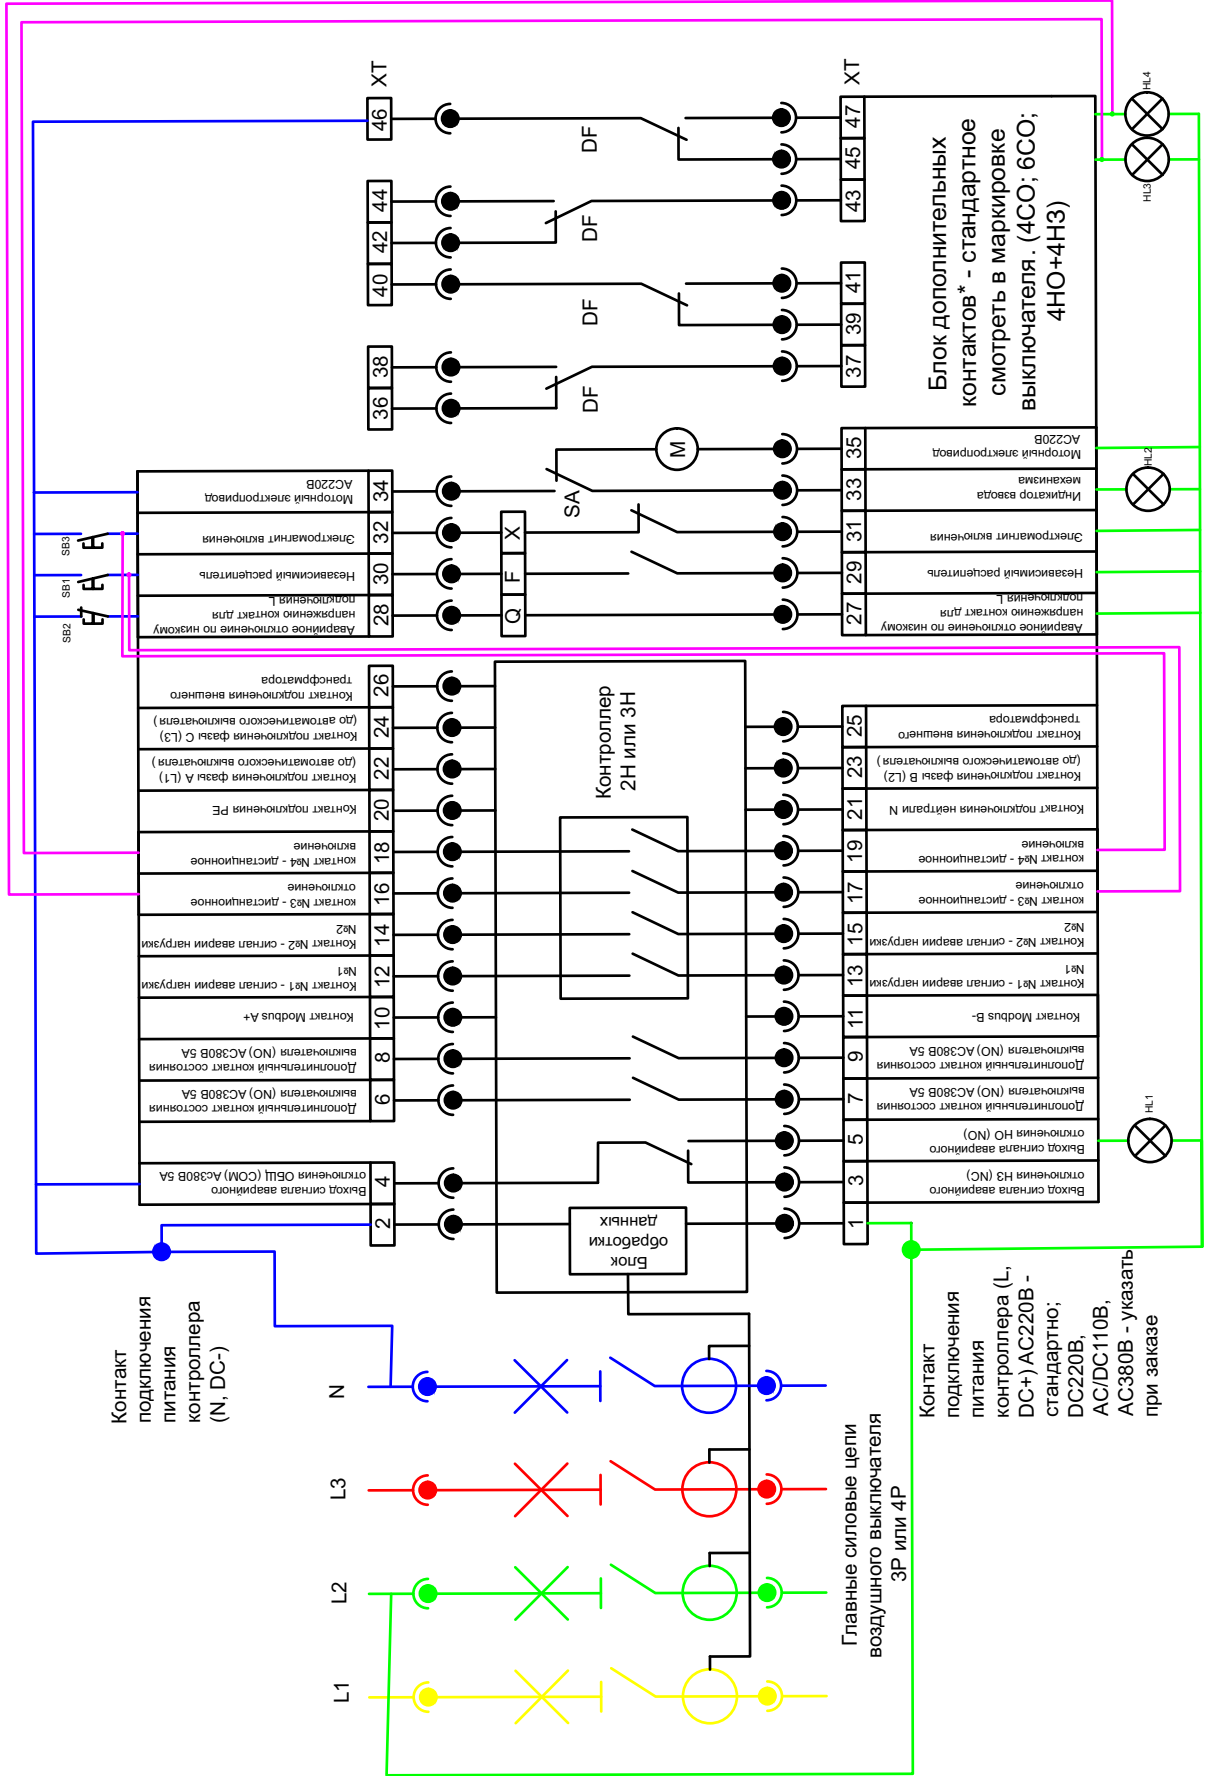 HL4
HL3
XT
46
44
42
40
38
36
DF
DF
DF
DF
XT
47
45
43
41
39
37
Блок дополнительных
контактов* - стандартное
смотреть в маркировке
выключателя. (4CO; 6CO;
4НО+4НЗ)
SB3
SB1
SB2
Моторный электропривод
AC220В
34
Электромагнит включения
32
Независимый расцепитель
30
Аварийное отключение по низкому
напряжению контакт для
подключения L
28
X
F
Q
SA
M
35
Моторный электропривод
AC220В
33
Индикатор взвода
механизма
HL2
31
Электромагнит включения
29
Независимый расцепитель
27
Аварийное отключение по низкому
напряжению контакт для
подключения L
Контакт подключения внешнего
трансфрматора
26
Контакт подключения фазы C (L3)
(до автоматического выключателя )
24
Контакт подключения фазы A (L1)
(до автоматического выключателя )
22
Контакт подключения PE
20
контакт №4 - дистанционное
включение
18
контакт №3 - дистанционное
отключение
16
Контакт №2 - сигнал аварии нагрузки
№2
14
Контакт №1 - сигнал аварии нагрузки
№1
12
Контакт Modbus A+
10
Дополнительный контакт состояния
выключателя (NO) AC380В 5А
8
Дополнительный контакт состояния
выключателя (NO) AC380В 5А
6
Выход сигнала аварийного
отключения ОБЩ (COM) Ac380В 5А
4
2
Контроллер
2H или 3H
Блок
обработки
данных
25
Контакт подключения внешнего
трансфрматора
23
Контакт подключения фазы B (L2)
(до автоматического выключателя )
21
Контакт подключения нейтрали N
19
контакт №4 - дистанционное
включение
17
контакт №3 - дистанционное
отключение
15
Контакт №2 - сигнал аварии нагрузки
№2
13
Контакт №1 - сигнал аварии нагрузки
№1
11
Контакт Modbus B-
9
Дополнительный контакт состояния
выключателя (NO) AC380В 5А
7
Дополнительный контакт состояния
выключателя (NO) AC380В 5А
5
Выход сигнала аварийного
отключения НО (NO)
HL1
3
Выход сигнала аварийного
отключения НЗ (NC)
1
Контакт
подключения
питания
контроллера
(N, DC-)
N
L3
L2
L1
Главные силовые цепи
воздушного выключателя
3P или 4P
Контакт
подключения
питания
контроллера (L,
DC+) AC220В -
стандартно;
DC220В,
AC/DC110В,
AC380В - указать
при заказе